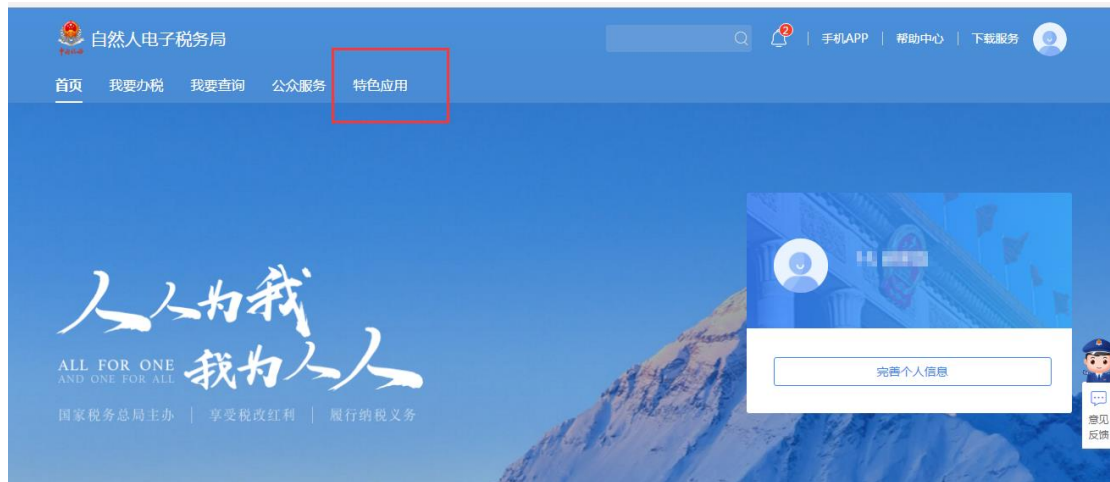 自然人电子税务局
2
手机APP | 帮助中心 | 下载服务
首页 我要办税 我要查询 公众服务 特色应用
人人为我
ALL FOR ONE
AND ONE FOR ALL
我为人人
国家税务总局主办 | 享受税改红利 | 履行纳税义务
完善个人信息
意见
反馈